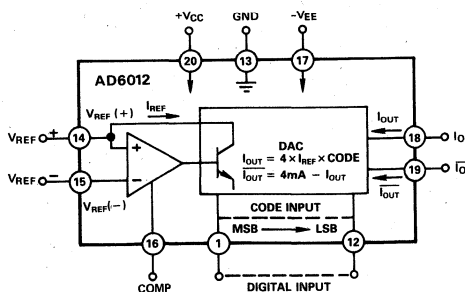 +VCC GND -VEE
20 13 17
AD6012
VREF(+) IREF
VREF + 14 + DAC IOUT 18 IO
IOUT = 4 × IREF × CODE
IOUT = 4mA - IOUT
VREF - 15 - IOUT 19 IO
VREF(-) CODE INPUT
MSB LSB
16 1 12
COMP DIGITAL INPUT